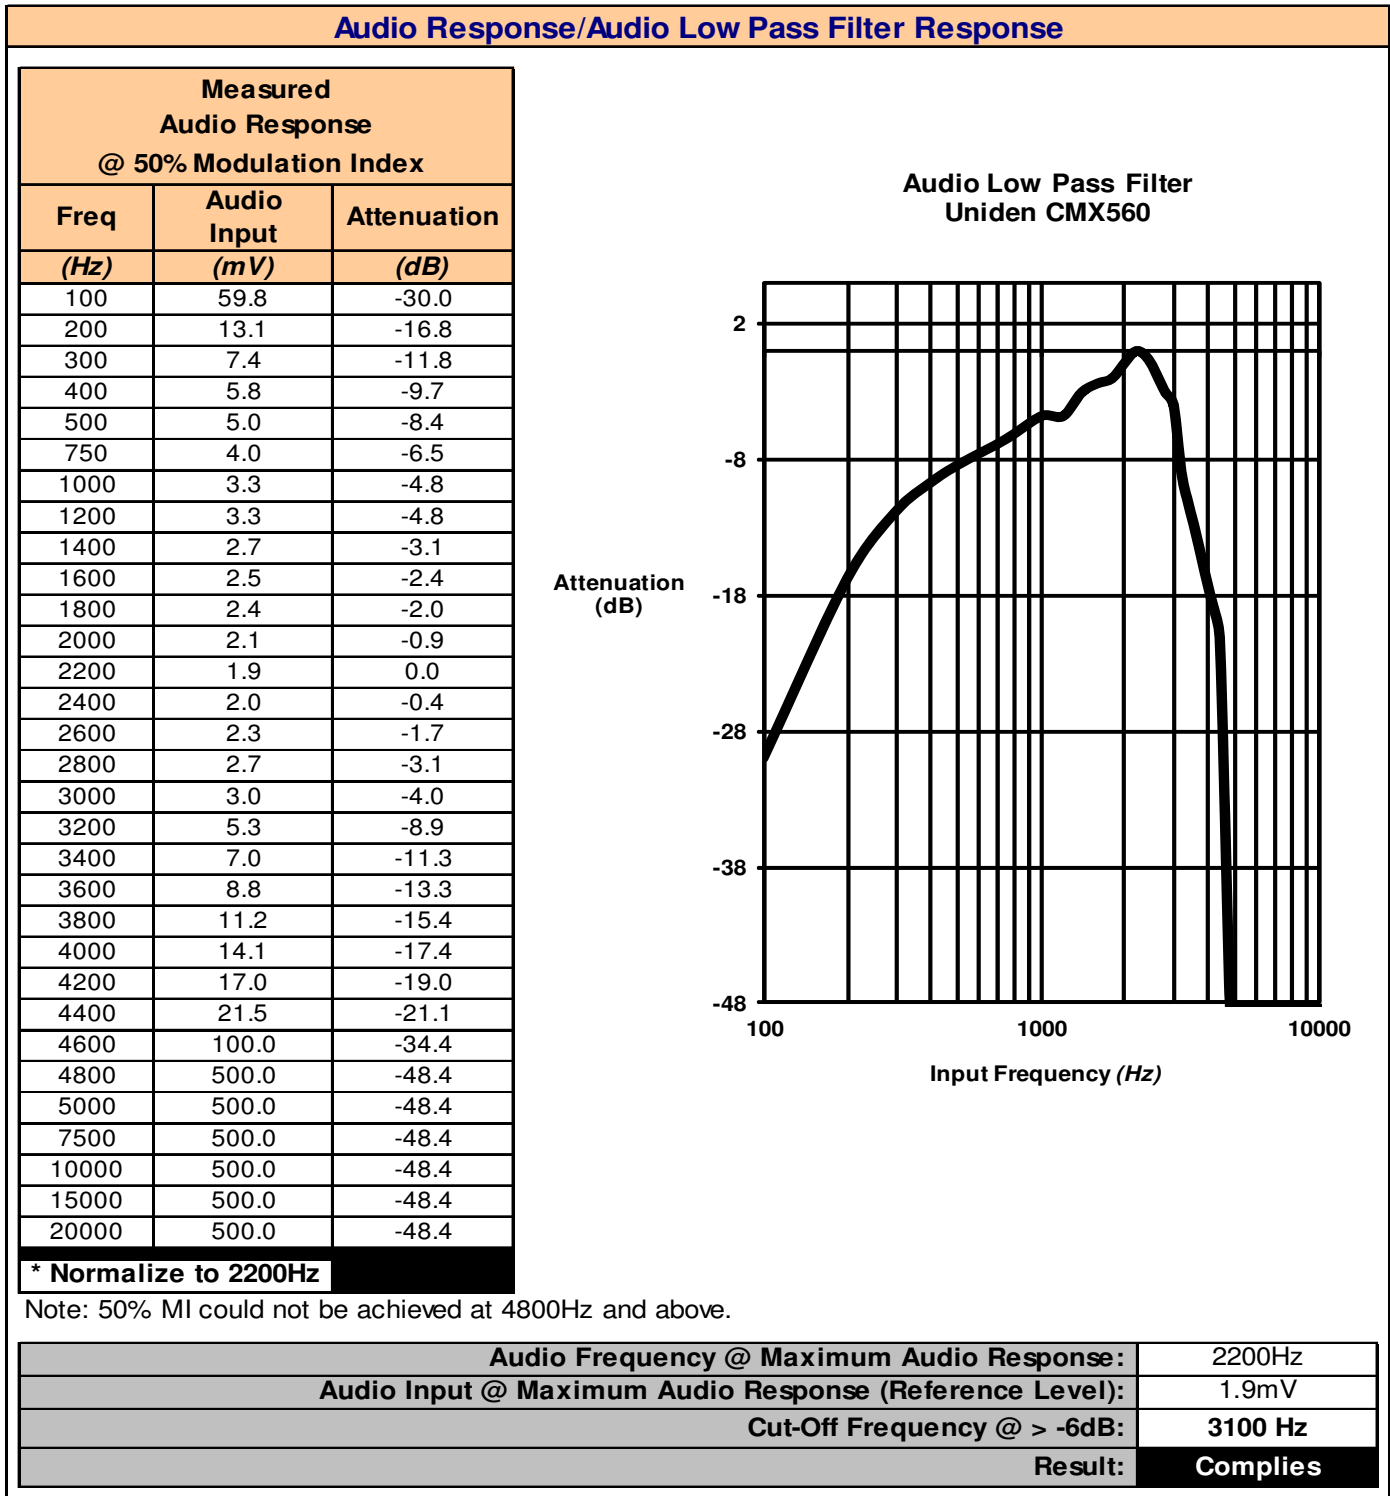 Audio Response/Audio Low Pass Filter Response
Measured
Audio Response
@ 50% Modulation Index
Freq Audio Input Attenuation
(Hz) (mV) (dB)
100 59.8 -30.0
200 13.1 -16.8
300 7.4 -11.8
400 5.8 -9.7
500 5.0 -8.4
750 4.0 -6.5
1000 3.3 -4.8
1200 3.3 -4.8
1400 2.7 -3.1
1600 2.5 -2.4
1800 2.4 -2.0
2000 2.1 -0.9
2200 1.9 0.0
2400 2.0 -0.4
2600 2.3 -1.7
2800 2.7 -3.1
3000 3.0 -4.0
3200 5.3 -8.9
3400 7.0 -11.3
3600 8.8 -13.3
3800 11.2 -15.4
4000 14.1 -17.4
4200 17.0 -19.0
4400 21.5 -21.1
4600 100.0 -34.4
4800 500.0 -48.4
5000 500.0 -48.4
7500 500.0 -48.4
10000 500.0 -48.4
15000 500.0 -48.4
20000 500.0 -48.4
* Normalize to 2200Hz
Audio Low Pass Filter
Uniden CMX560
2
-8
-18
-28
-38
-48
Attenuation
(dB)
100 1000 10000
Input Frequency (Hz)
Note: 50% MI could not be achieved at 4800Hz and above.
Audio Frequency @ Maximum Audio Response: 2200Hz
Audio Input @ Maximum Audio Response (Reference Level): 1.9mV
Cut-Off Frequency @ > -6dB: 3100 Hz
Result: Complies